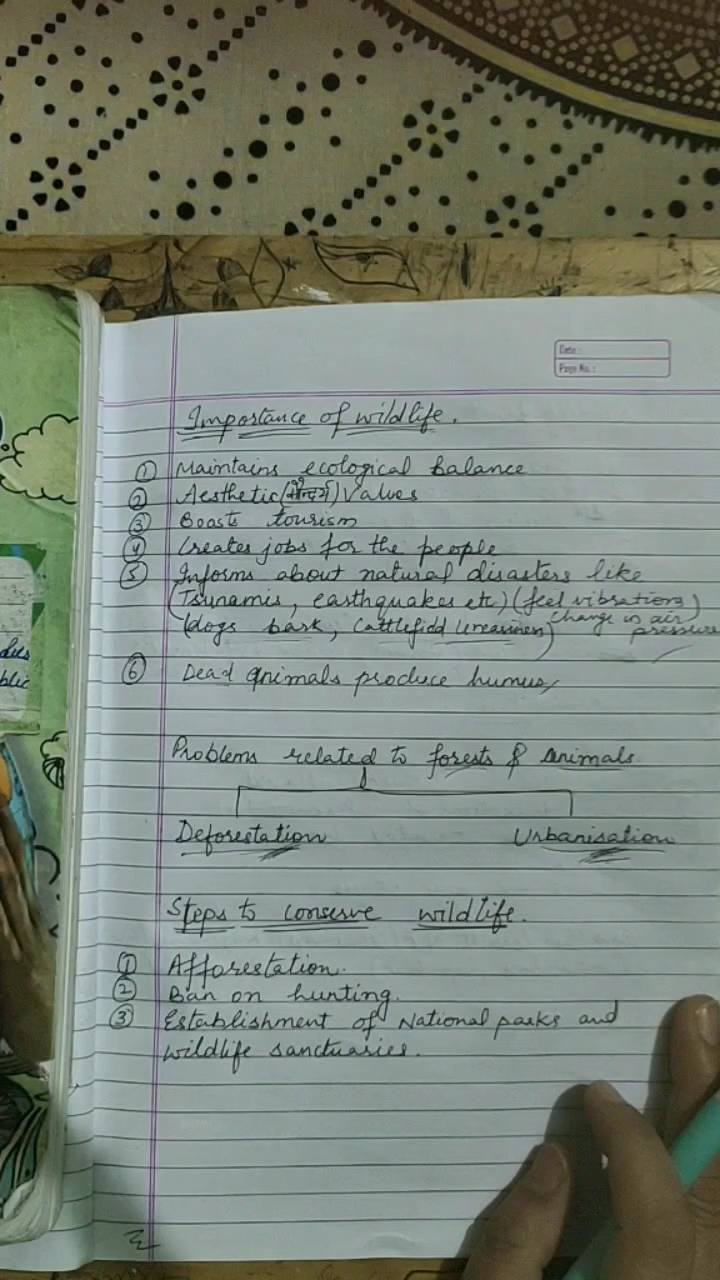 Date :
Page No. :
Importance of wildlife.
① Maintains ecological balance
② Aesthetic (सौन्दर्य) Values
③ Boosts tourism
④ Creates jobs for the people
⑤ Informs about natural disasters like
(Tsunamis, earthquakes etc) (feel vibrations)
(dogs bark, Cattlefield Uneasiness) Change in air pressure
⑥ Dead animals produce humus
Problems related to forests & animals.
Deforestation Urbanisation
Steps to conserve wildlife.
① Afforestation.
② Ban on hunting.
③ Establishment of National parks and
wildlife sanctuaries.